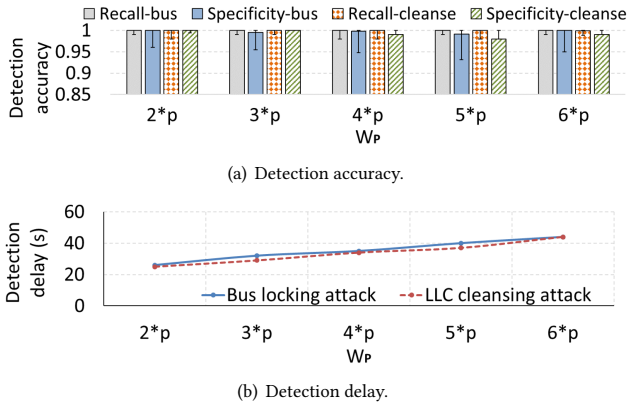 Recall-bus Specificity-bus Recall-cleanse Specificity-cleanse
Detection accuracy
1
0.95
0.9
0.85
2*p 3*p 4*p 5*p 6*p
WP
(a) Detection accuracy.
Detection delay (s)
60
40
20
0
Bus locking attack LLC cleansing attack
2*p 3*p 4*p 5*p 6*p
WP
(b) Detection delay.